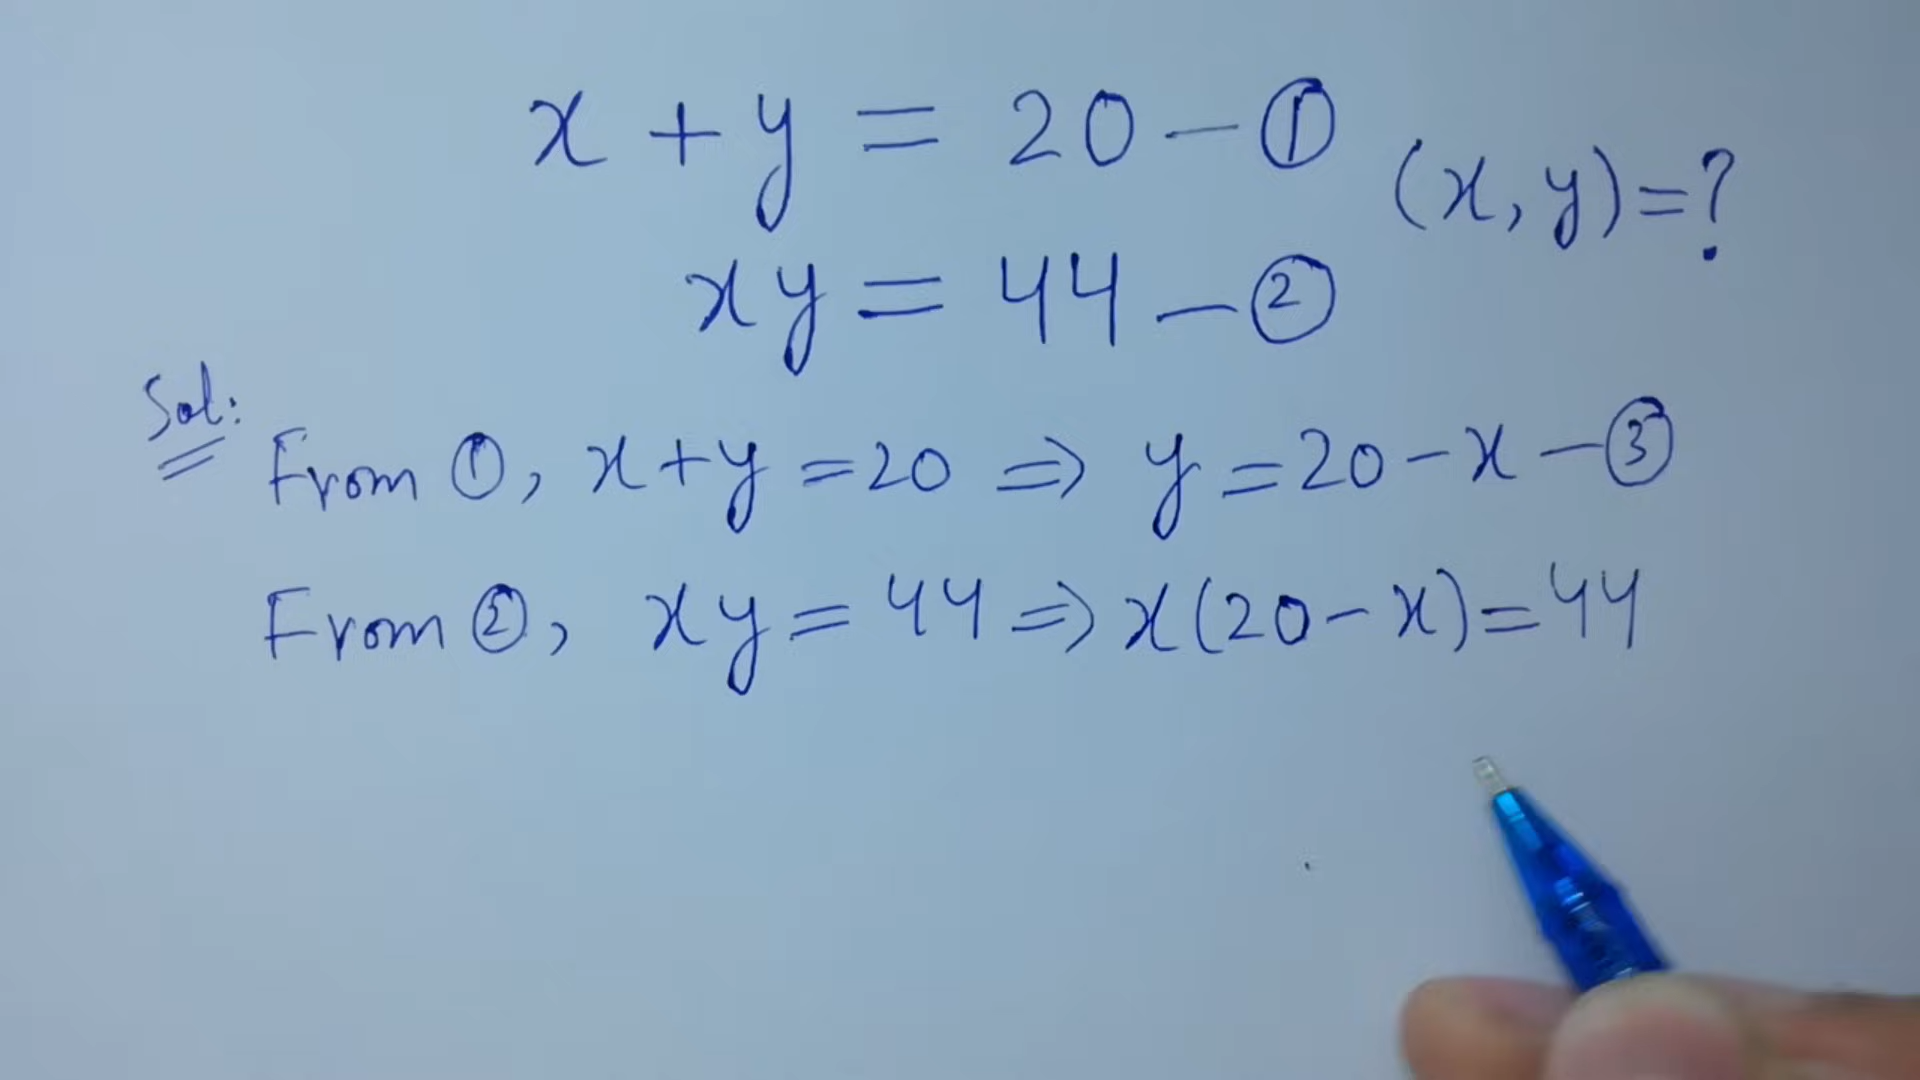 x + y = 20 — ①
(x, y) = ?
xy = 44 — ②
Sol:
From ①, x + y = 20 ⇒ y = 20 - x — ③
From ②, xy = 44 ⇒ x(20 - x) = 44